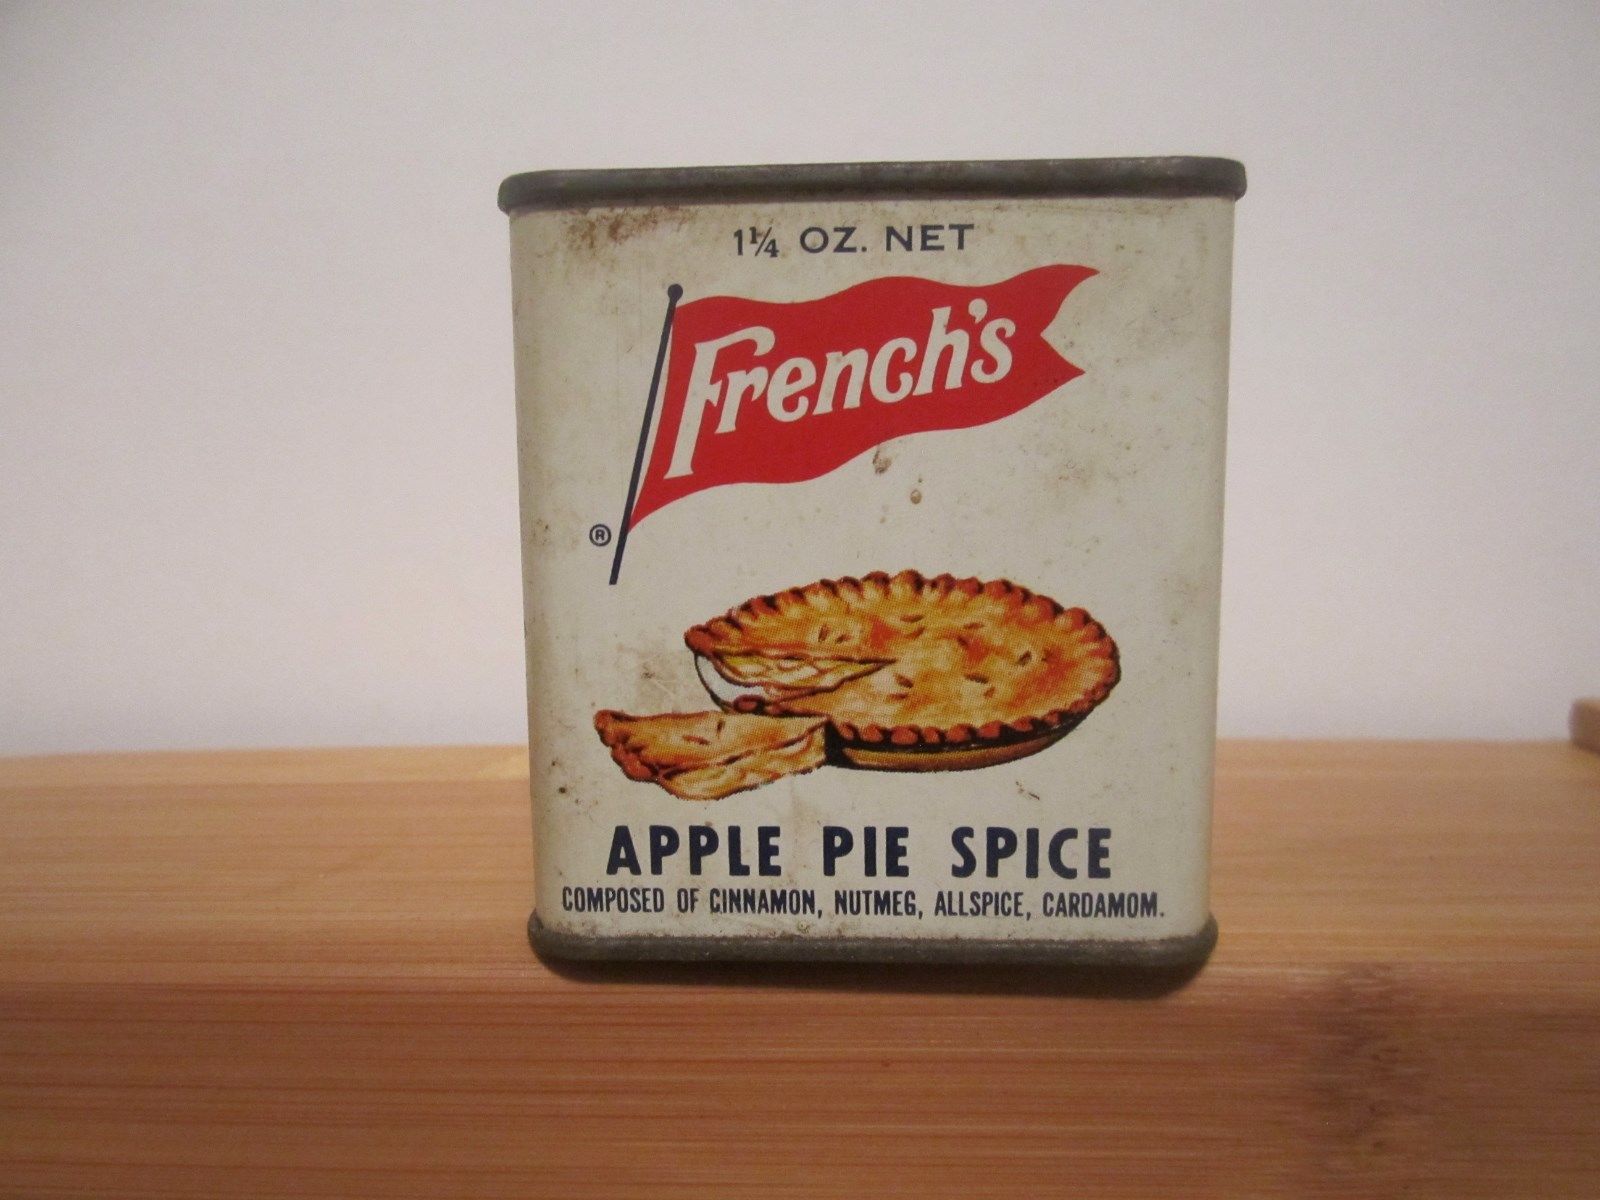 1¼ OZ. NET
French's
®
APPLE PIE SPICE
COMPOSED OF CINNAMON, NUTMEG, ALLSPICE, CARDAMOM.